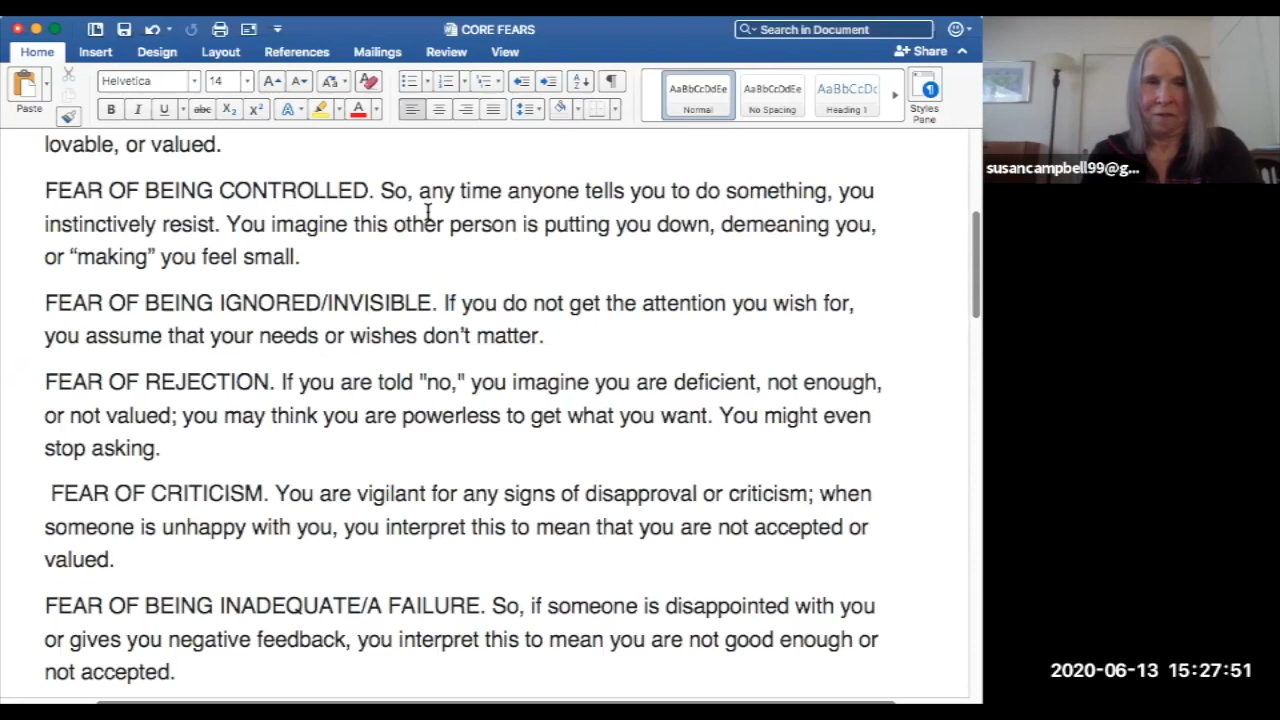 CORE FEARS
Search in Document
Home Insert Design Layout References Mailings Review View
Share
Helvetica 14
AaBbCcDdEe AaBbCcDdEe AaBbCcDc
Paste
B I U abc X₂ X² A A
Normal No Spacing Heading 1 Styles Pane
lovable, or valued.
FEAR OF BEING CONTROLLED. So, any time anyone tells you to do something, you
instinctively resist. You imagine this other person is putting you down, demeaning you,
or “making” you feel small.
FEAR OF BEING IGNORED/INVISIBLE. If you do not get the attention you wish for,
you assume that your needs or wishes don’t matter.
FEAR OF REJECTION. If you are told "no," you imagine you are deficient, not enough,
or not valued; you may think you are powerless to get what you want. You might even
stop asking.
FEAR OF CRITICISM. You are vigilant for any signs of disapproval or criticism; when
someone is unhappy with you, you interpret this to mean that you are not accepted or
valued.
FEAR OF BEING INADEQUATE/A FAILURE. So, if someone is disappointed with you
or gives you negative feedback, you interpret this to mean you are not good enough or
not accepted.
susancampbell99@g...
2020-06-13 15:27:51